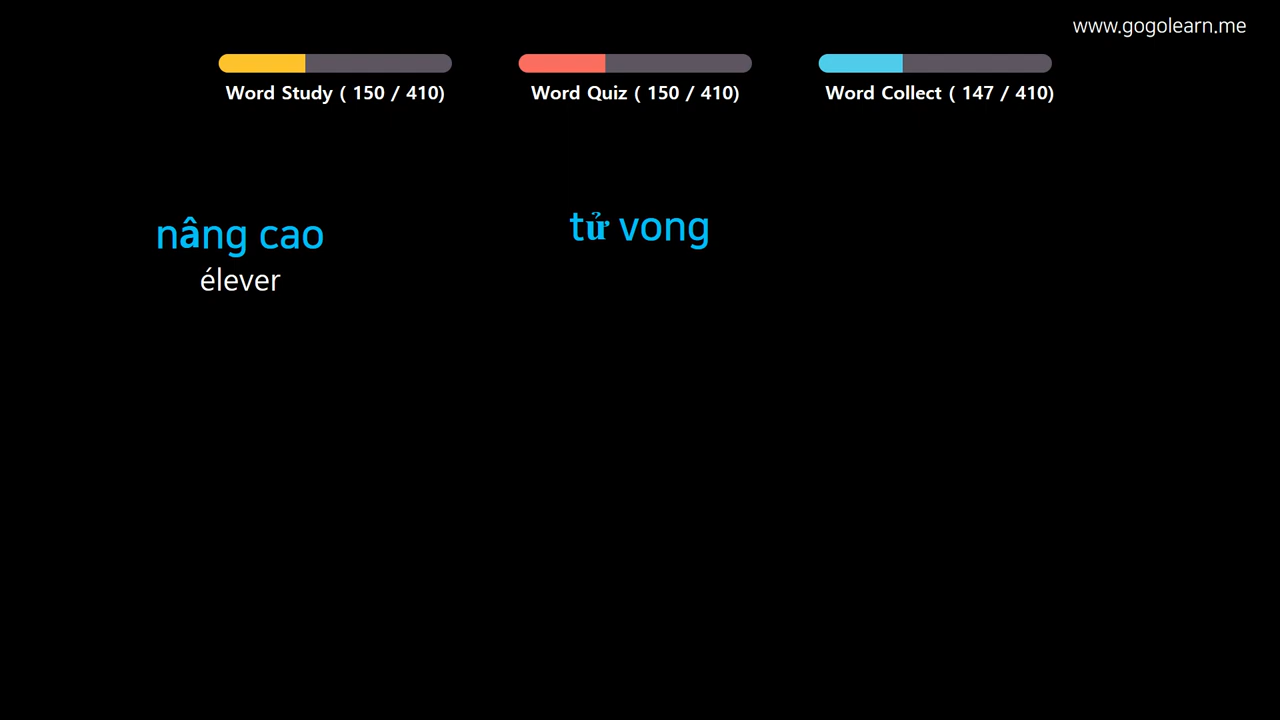 www.gogolearn.me
Word Study ( 150 / 410)
Word Quiz ( 150 / 410)
Word Collect ( 147 / 410)
nâng cao
élever
tử vong